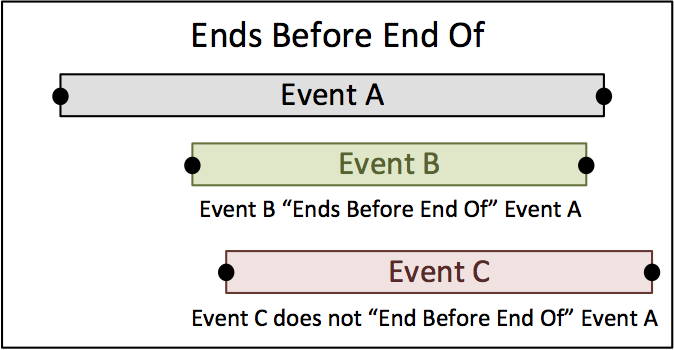 Ends Before End Of
Event A
Event B
Event B “Ends Before End Of” Event A
Event C
Event C does not “End Before End Of” Event A